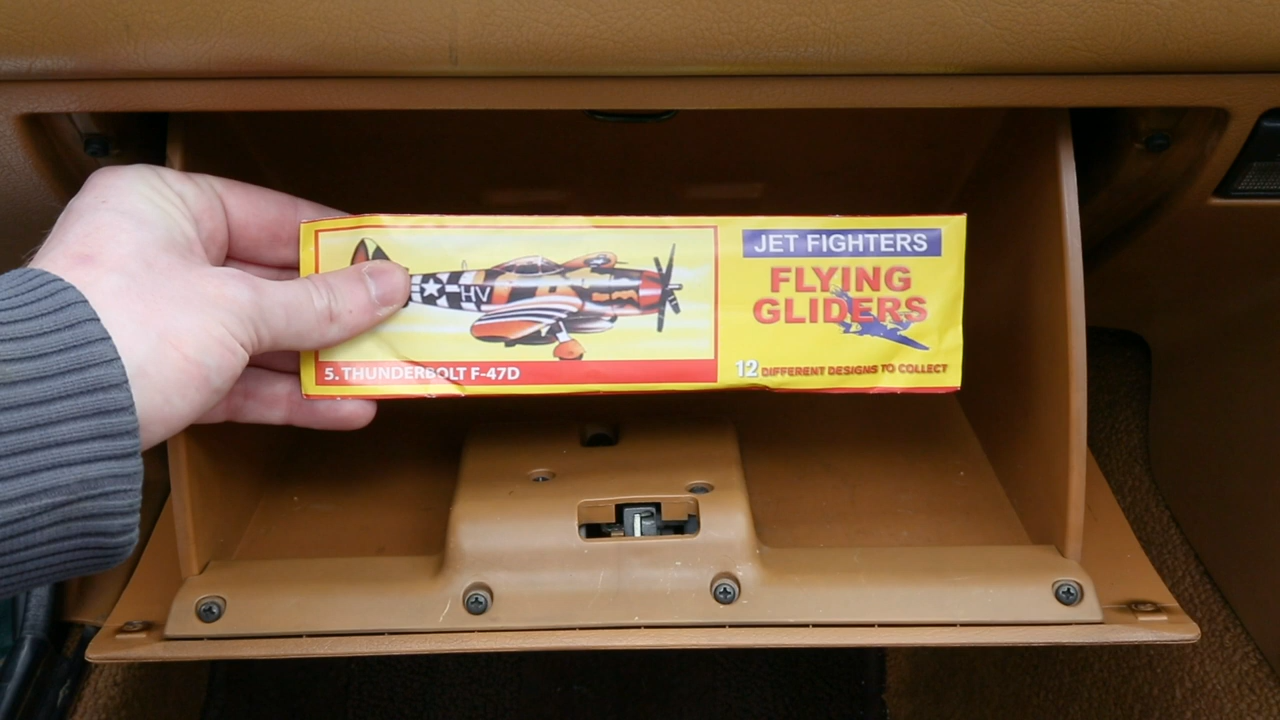 HV
5. THUNDERBOLT F-47D
JET FIGHTERS
FLYING
GLIDERS
12 DIFFERENT DESIGNS TO COLLECT